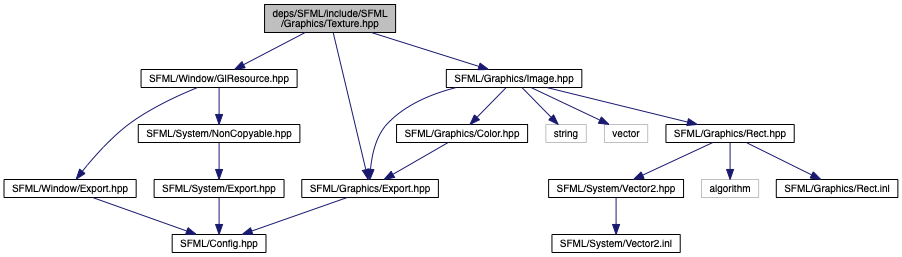 deps/SFML/include/SFML
/Graphics/Texture.hpp
SFML/Window/GlResource.hpp
SFML/Graphics/Image.hpp
SFML/System/NonCopyable.hpp
SFML/Graphics/Color.hpp
string
vector
SFML/Graphics/Rect.hpp
SFML/Window/Export.hpp
SFML/System/Export.hpp
SFML/Graphics/Export.hpp
SFML/System/Vector2.hpp
algorithm
SFML/Graphics/Rect.inl
SFML/Config.hpp
SFML/System/Vector2.inl